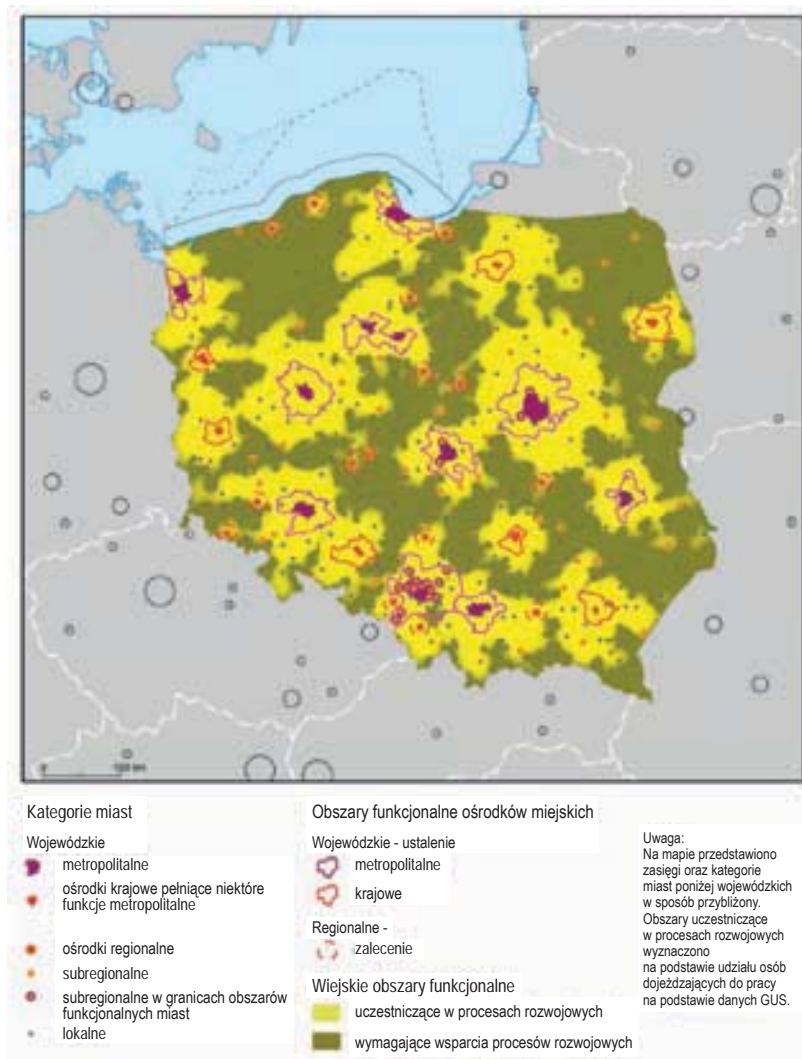 Kategorie miast
Wojewódzkie
metropolitalne
ośrodki krajowe pełniące niektóre
funkcje metropolitalne
ośrodki regionalne
subregionalne
subregionalne w granicach obszarów
funkcjonalnych miast
lokalne
Obszary funkcjonalne ośrodków miejskich
Wojewódzkie - ustalenie
metropolitalne
krajowe
Regionalne -
zalecenie
Wiejskie obszary funkcjonalne
uczestniczące w procesach rozwojowych
wymagające wsparcia procesów rozwojowych
Uwaga:
Na mapie przedstawiono
zasięgi oraz kategorie
miast poniżej wojewódzkich
w sposób przybliżony.
Obszary uczestniczące
w procesach rozwojowych
wyznaczono
na podstawie udziału osób
dojeżdzających do pracy
na podstawie danych GUS.